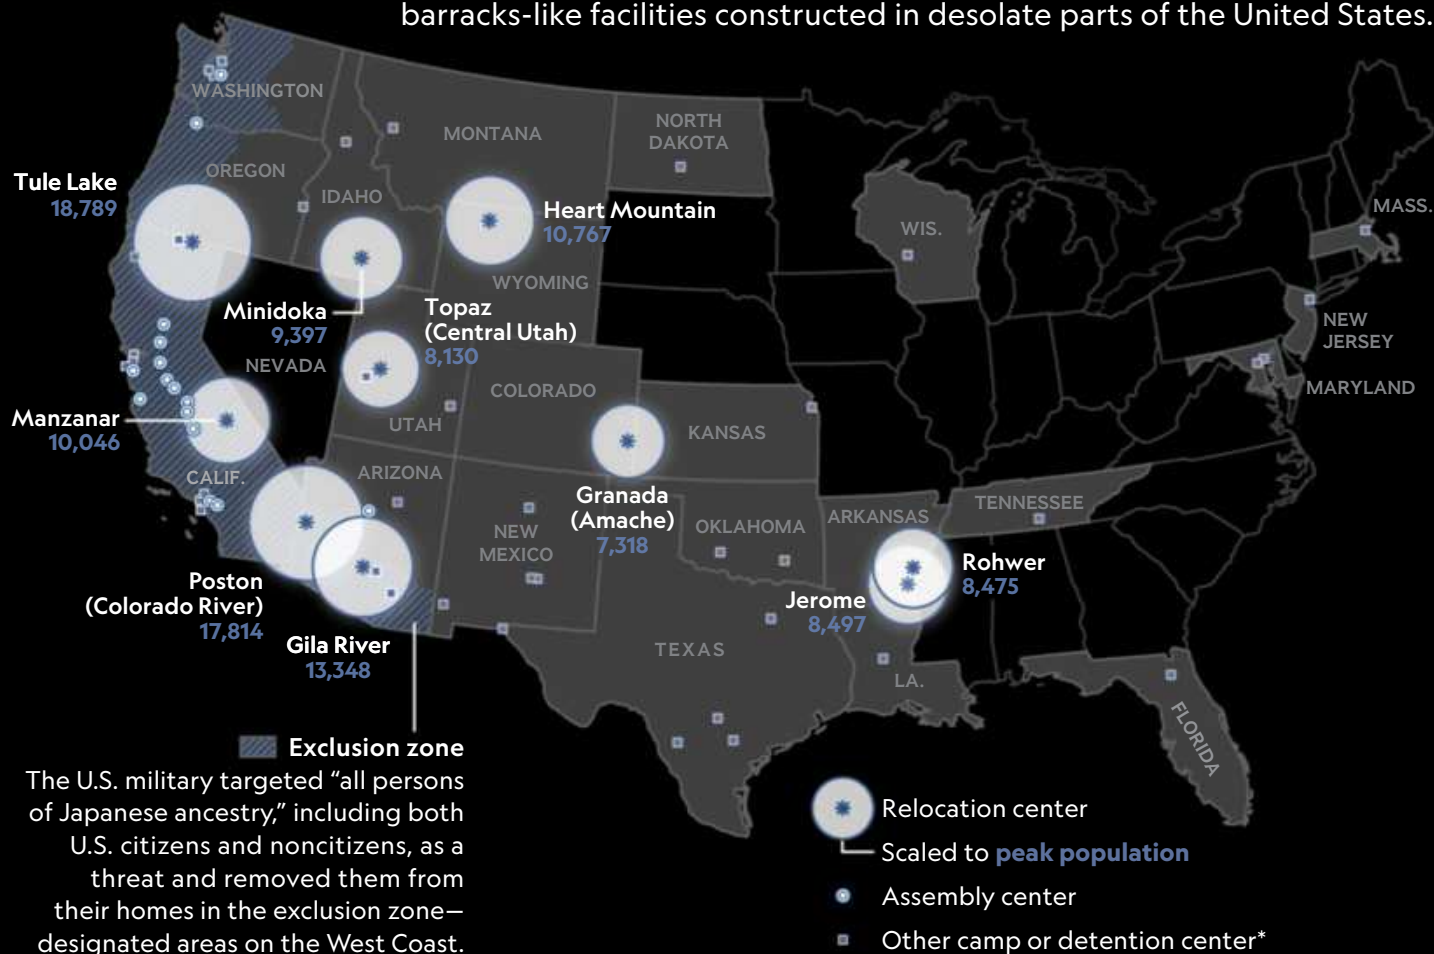 barracks-like facilities constructed in desolate parts of the United States.
WASHINGTON
MONTANA
NORTH
DAKOTA
OREGON
IDAHO
Tule Lake
18,789
Heart Mountain
10,767
WIS.
MASS.
WYOMING
Minidoka
9,397
Topaz
(Central Utah)
8,130
NEVADA
NEW
JERSEY
COLORADO
MARYLAND
Manzanar
10,046
UTAH
KANSAS
CALIF.
ARIZONA
Granada
(Amache)
7,318
NEW
MEXICO
OKLAHOMA
ARKANSAS
TENNESSEE
Poston
(Colorado River)
17,814
Gila River
13,348
Jerome
8,497
Rohwer
8,475
TEXAS
LA.
FLORIDA
Exclusion zone
The U.S. military targeted “all persons
of Japanese ancestry,” including both
U.S. citizens and noncitizens, as a
threat and removed them from
their homes in the exclusion zone—
designated areas on the West Coast.
Relocation center
Scaled to peak population
Assembly center
Other camp or detention center*